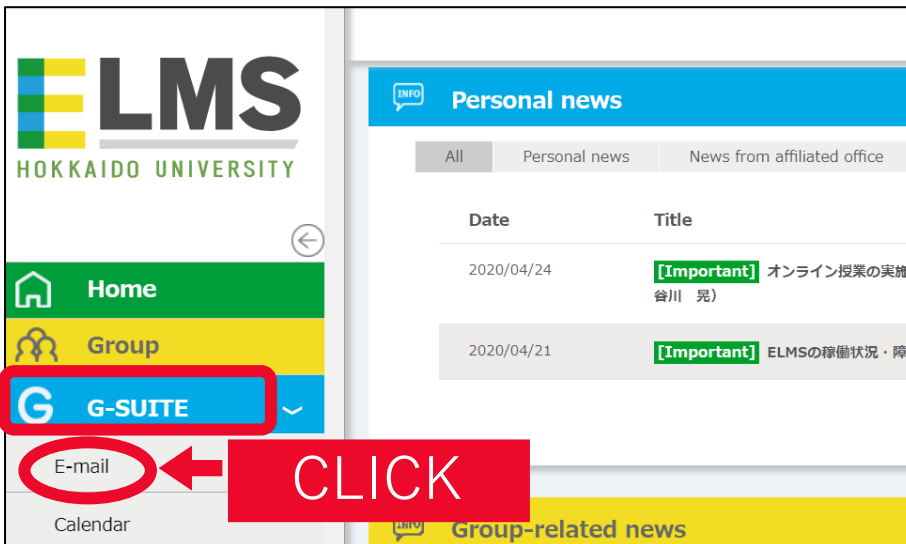 ELMS
HOKKAIDO UNIVERSITY
Home
Group
G G-SUITE
E-mail
Calendar
CLICK
INFO Personal news
All Personal news News from affiliated office
Date Title
2020/04/24 [Important] オンライン授業の実施
谷川 晃）
2020/04/21 [Important] ELMSの稼働状況・障
INFO Group-related news